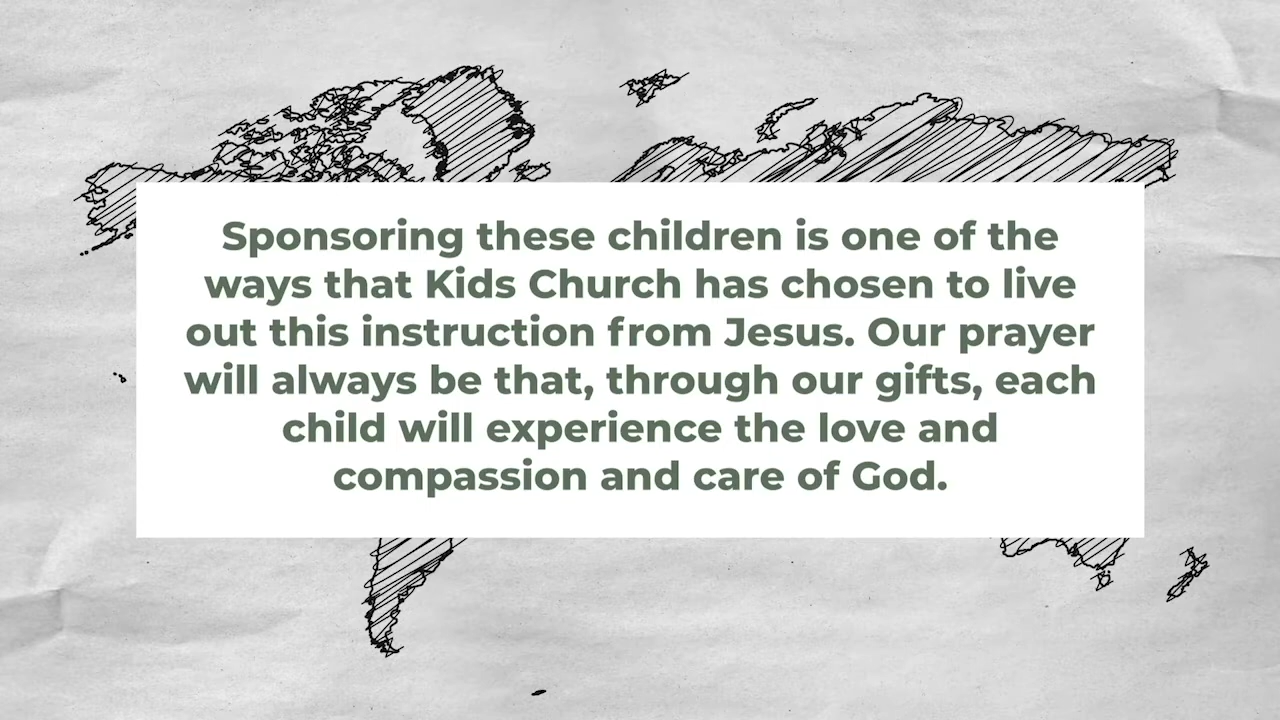 Sponsoring these children is one of the
ways that Kids Church has chosen to live
out this instruction from Jesus. Our prayer
will always be that, through our gifts, each
child will experience the love and
compassion and care of God.